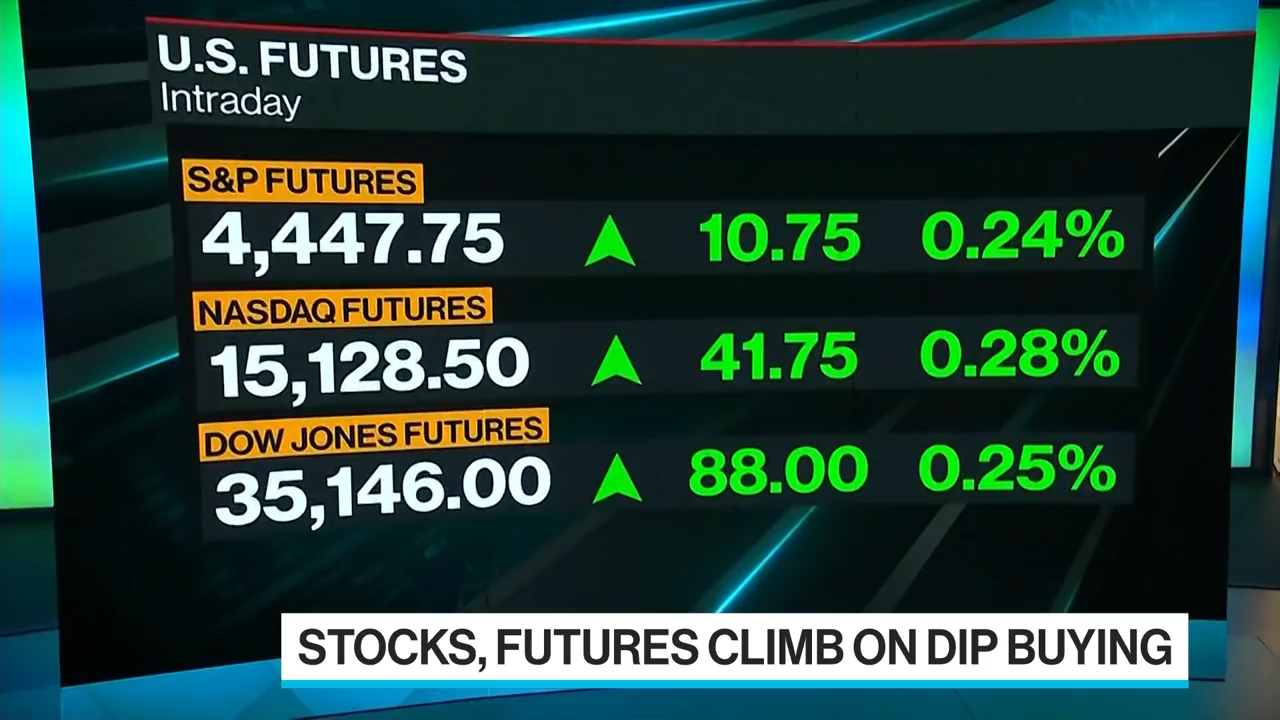 U.S. FUTURES
Intraday
S&P FUTURES
4,447.75 ▲ 10.75 0.24%
NASDAQ FUTURES
15,128.50 ▲ 41.75 0.28%
DOW JONES FUTURES
35,146.00 ▲ 88.00 0.25%
STOCKS, FUTURES CLIMB ON DIP BUYING